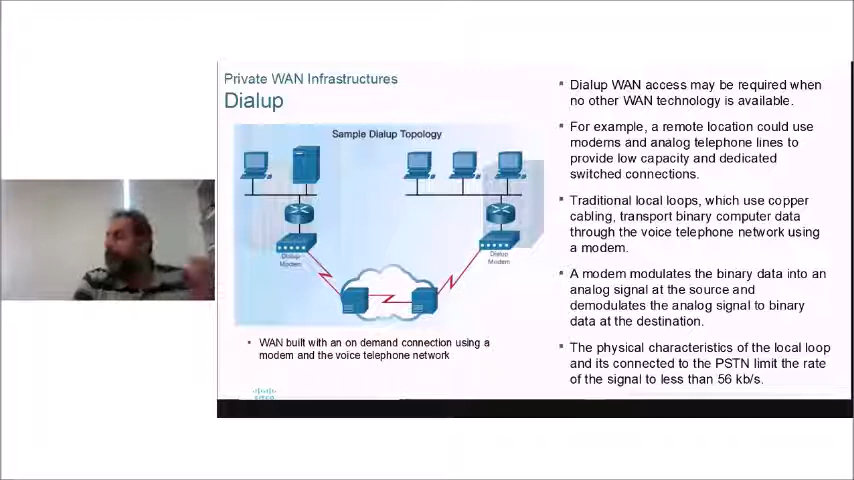 Private WAN Infrastructures
Dialup
Sample Dialup Topology
Dialup
Modem
Dialup
Modem
WAN built with an on demand connection using a
modem and the voice telephone network
Dialup WAN access may be required when
no other WAN technology is available.
For example, a remote location could use
modems and analog telephone lines to
provide low capacity and dedicated
switched connections.
Traditional local loops, which use copper
cabling, transport binary computer data
through the voice telephone network using
a modem.
A modem modulates the binary data into an
analog signal at the source and
demodulates the analog signal to binary
data at the destination.
The physical characteristics of the local loop
and its connected to the PSTN limit the rate
of the signal to less than 56 kb/s.